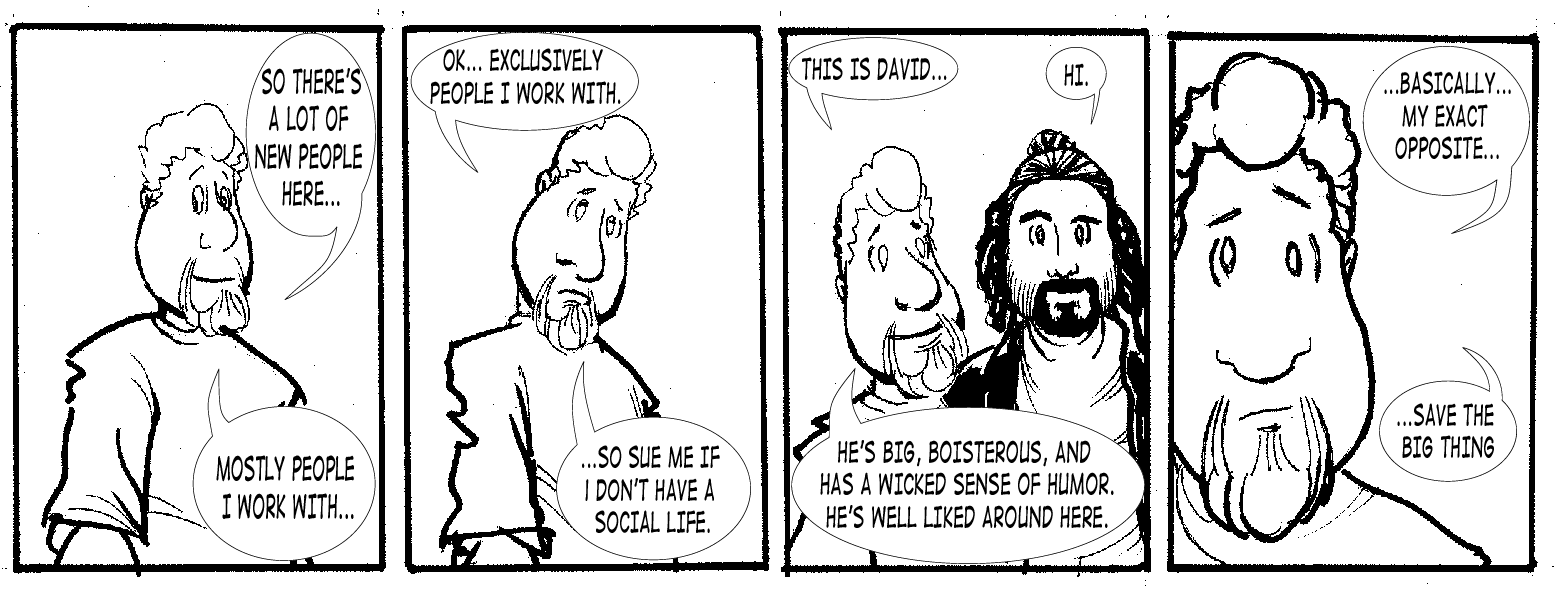 SO THERE'S
A LOT OF
NEW PEOPLE
HERE...
MOSTLY PEOPLE
I WORK WITH...
OK... EXCLUSIVELY
PEOPLE I WORK WITH.
...SO SUE ME IF
I DON'T HAVE A
SOCIAL LIFE.
THIS IS DAVID...
HI.
HE'S BIG, BOISTEROUS, AND
HAS A WICKED SENSE OF HUMOR.
HE'S WELL LIKED AROUND HERE.
...BASICALLY...
MY EXACT
OPPOSITE...
...SAVE THE
BIG THING